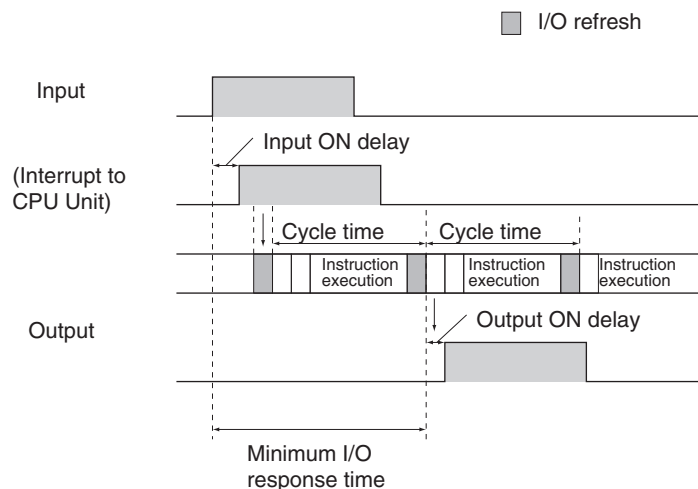 I/O refresh
Input
Input ON delay
(Interrupt to
CPU Unit)
Cycle time
Cycle time
Instruction
execution
Instruction
execution
Instruction
execution
Output
Output ON delay
Minimum I/O
response time